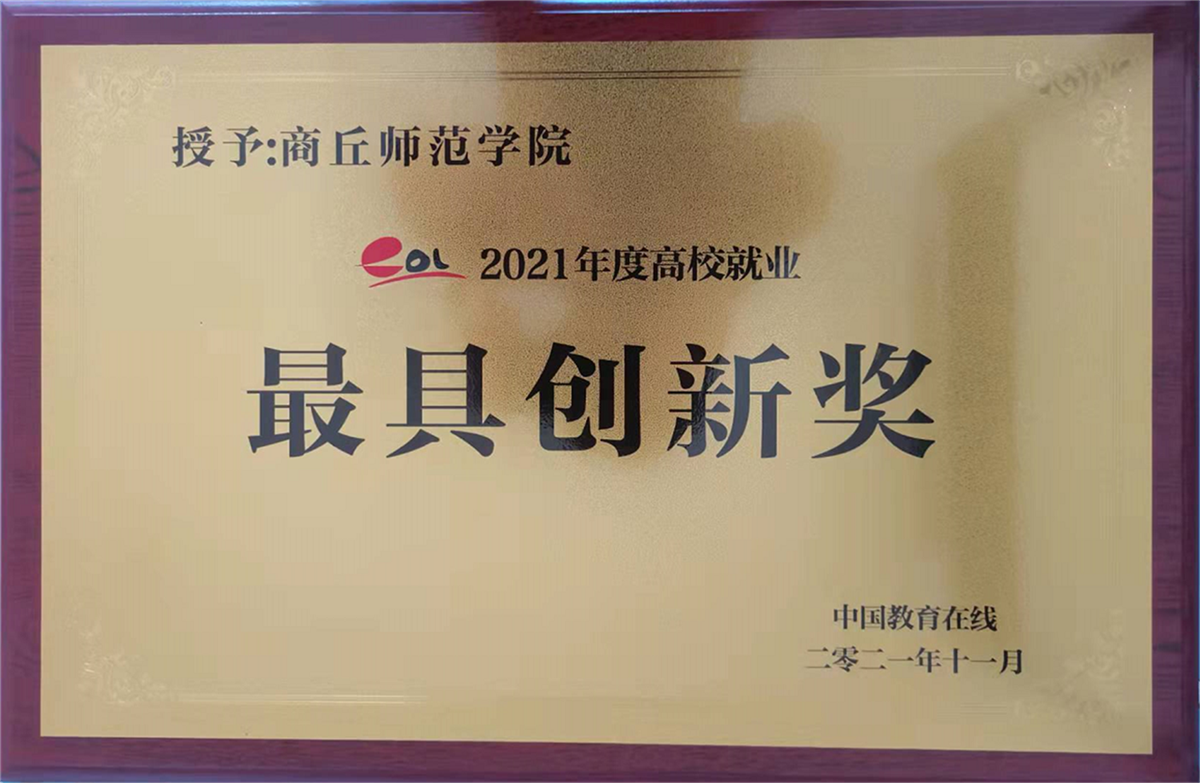 授予:商丘师范学院
eol 2021年度高校就业
最具创新奖
中国教育在线
二零二一年十一月